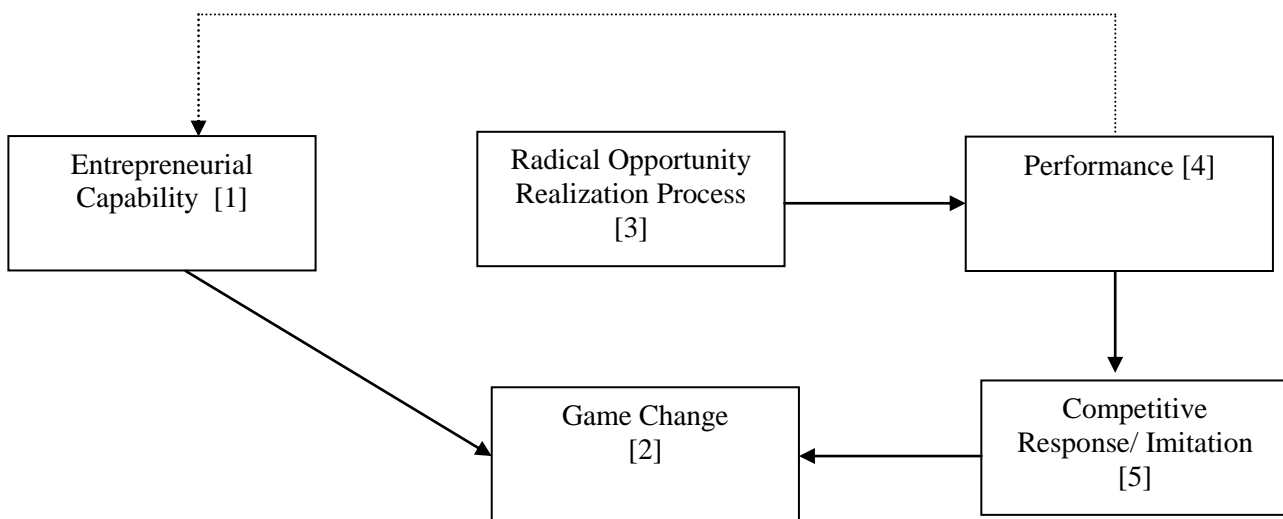 Entrepreneurial
Capability [1]
Radical Opportunity
Realization Process
[3]
Performance [4]
Game Change
[2]
Competitive
Response/ Imitation
[5]